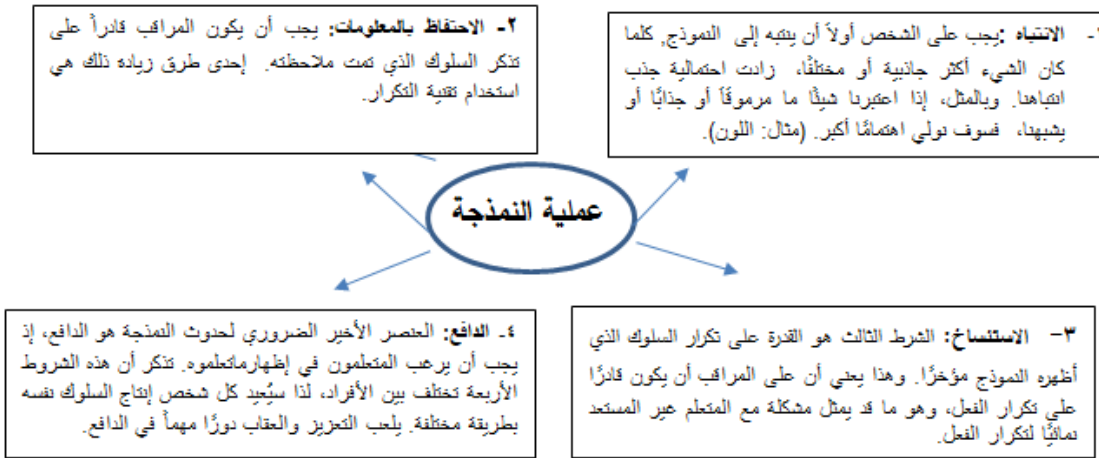 ١- الانتباه :يجب على الشخص أولاً أن ينتبه إلى النموذج, كلما
كان الشيء أكثر جاذبية أو مختلفًا، زادت احتمالية جذب
انتباهنا. وبالمثل، إذا اعتبرنا شيئًا ما مرموقاً أو جذابًا أو
يشبهنا، فسوف نولي اهتمامًا أكبر. (مثال: اللون).
٢- الاحتفاظ بالمعلومات: يجب أن يكون المراقب قادراً على
تذكر السلوك الذي تمت ملاحظته. إحدى طرق زيادة ذلك هي
استخدام تقنية التكرار.
عملية النمذجة
٣- الاستنساخ: الشرط الثالث هو القدرة على تكرار السلوك الذي
أظهره النموذج مؤخرًا. وهذا يعني أن على المراقب أن يكون قادرًا
على تكرار الفعل، وهو ما قد يمثل مشكلة مع المتعلم غير المستعد
نمائيًا لتكرار الفعل.
٤- الدافع: العنصر الأخير الضروري لحدوث النمذجة هو الدافع، إذ
يجب أن يرغب المتعلمون في إظهارماتعلموه. تذكر أن هذه الشروط
الأربعة تختلف بين الأفراد، لذا سيُعيد كل شخص إنتاج السلوك نفسه
بطريقة مختلفة. يلعب التعزيز والعقاب دورًا مهماً في الدافع.